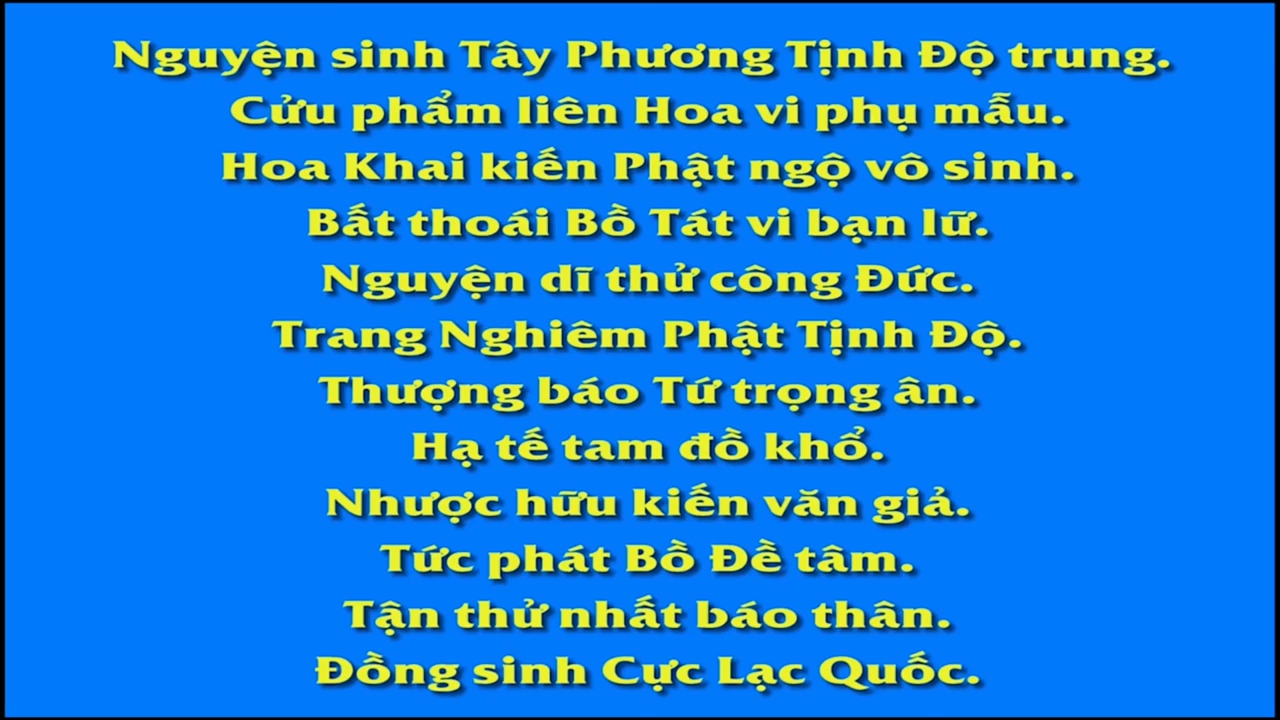 Nguyện sinh Tây Phương Tịnh Độ trung.
Cửu phẩm liên Hoa vi phụ mẫu.
Hoa Khai kiến Phật ngộ vô sinh.
Bất thoái Bồ Tát vi bạn lữ.
Nguyện dĩ thử công Đức.
Trang Nghiêm Phật Tịnh Độ.
Thượng báo Tứ trọng ân.
Hạ tế tam đồ khổ.
Nhược hữu kiến văn giả.
Tức phát Bồ Đề tâm.
Tận thử nhất báo thân.
Đồng sinh Cực Lạc Quốc.